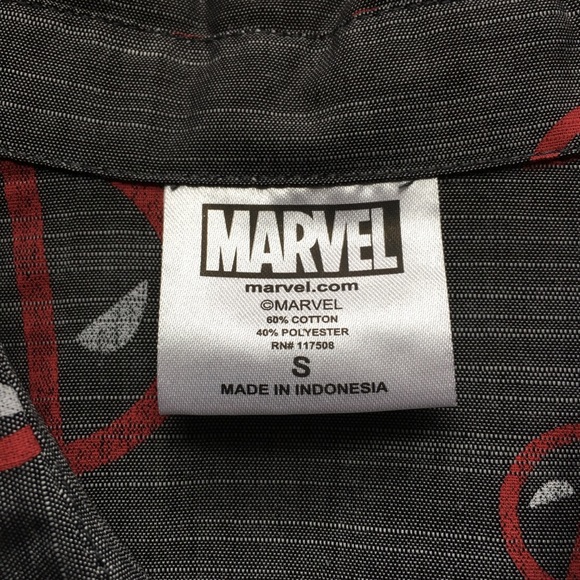 MARVEL
marvel.com
©MARVEL
60% COTTON
40% POLYESTER
RN# 117508
S
MADE IN INDONESIA